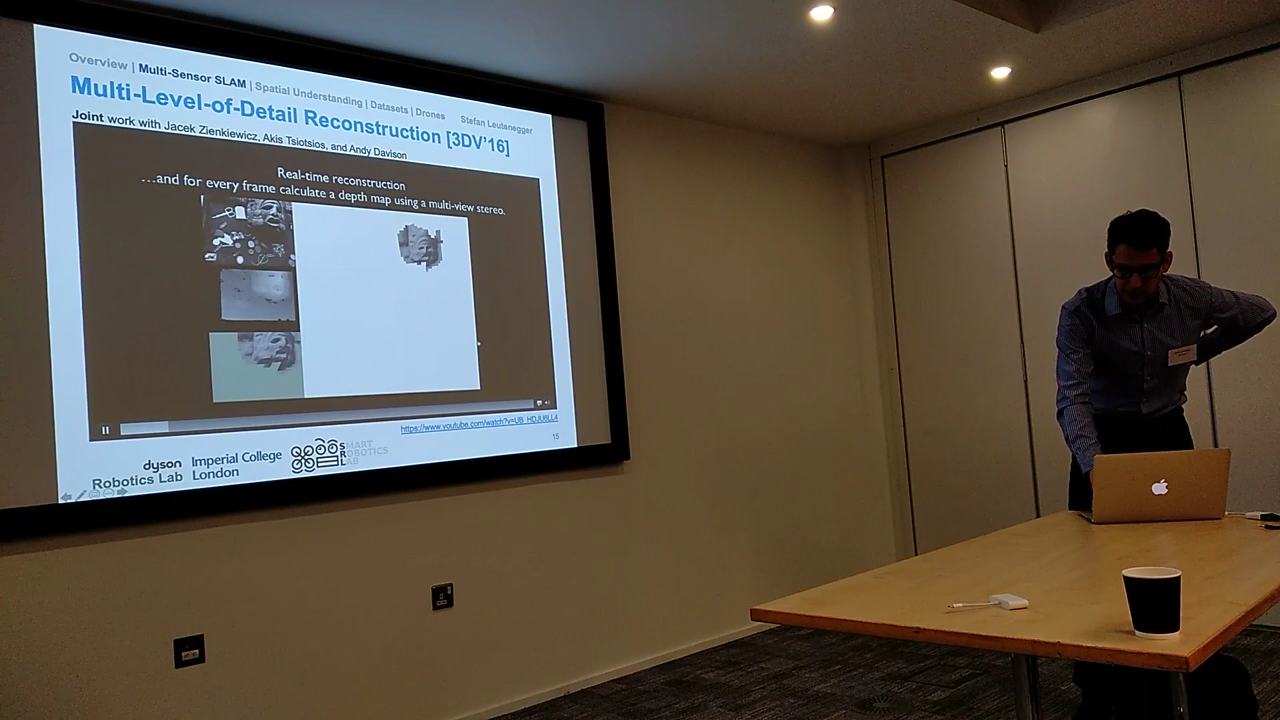 Overview | Multi-Sensor SLAM | Spatial Understanding | Datasets | Drones Stefan Leutenegger
Multi-Level-of-Detail Reconstruction [3DV'16]
Joint work with Jacek Zienkiewicz, Akis Tsiotsios, and Andy Davison
Real-time reconstruction
...and for every frame calculate a depth map using a multi-view stereo.
15
dyson
Robotics Lab
Imperial College
London
SMART
ROBOTICS
LAB